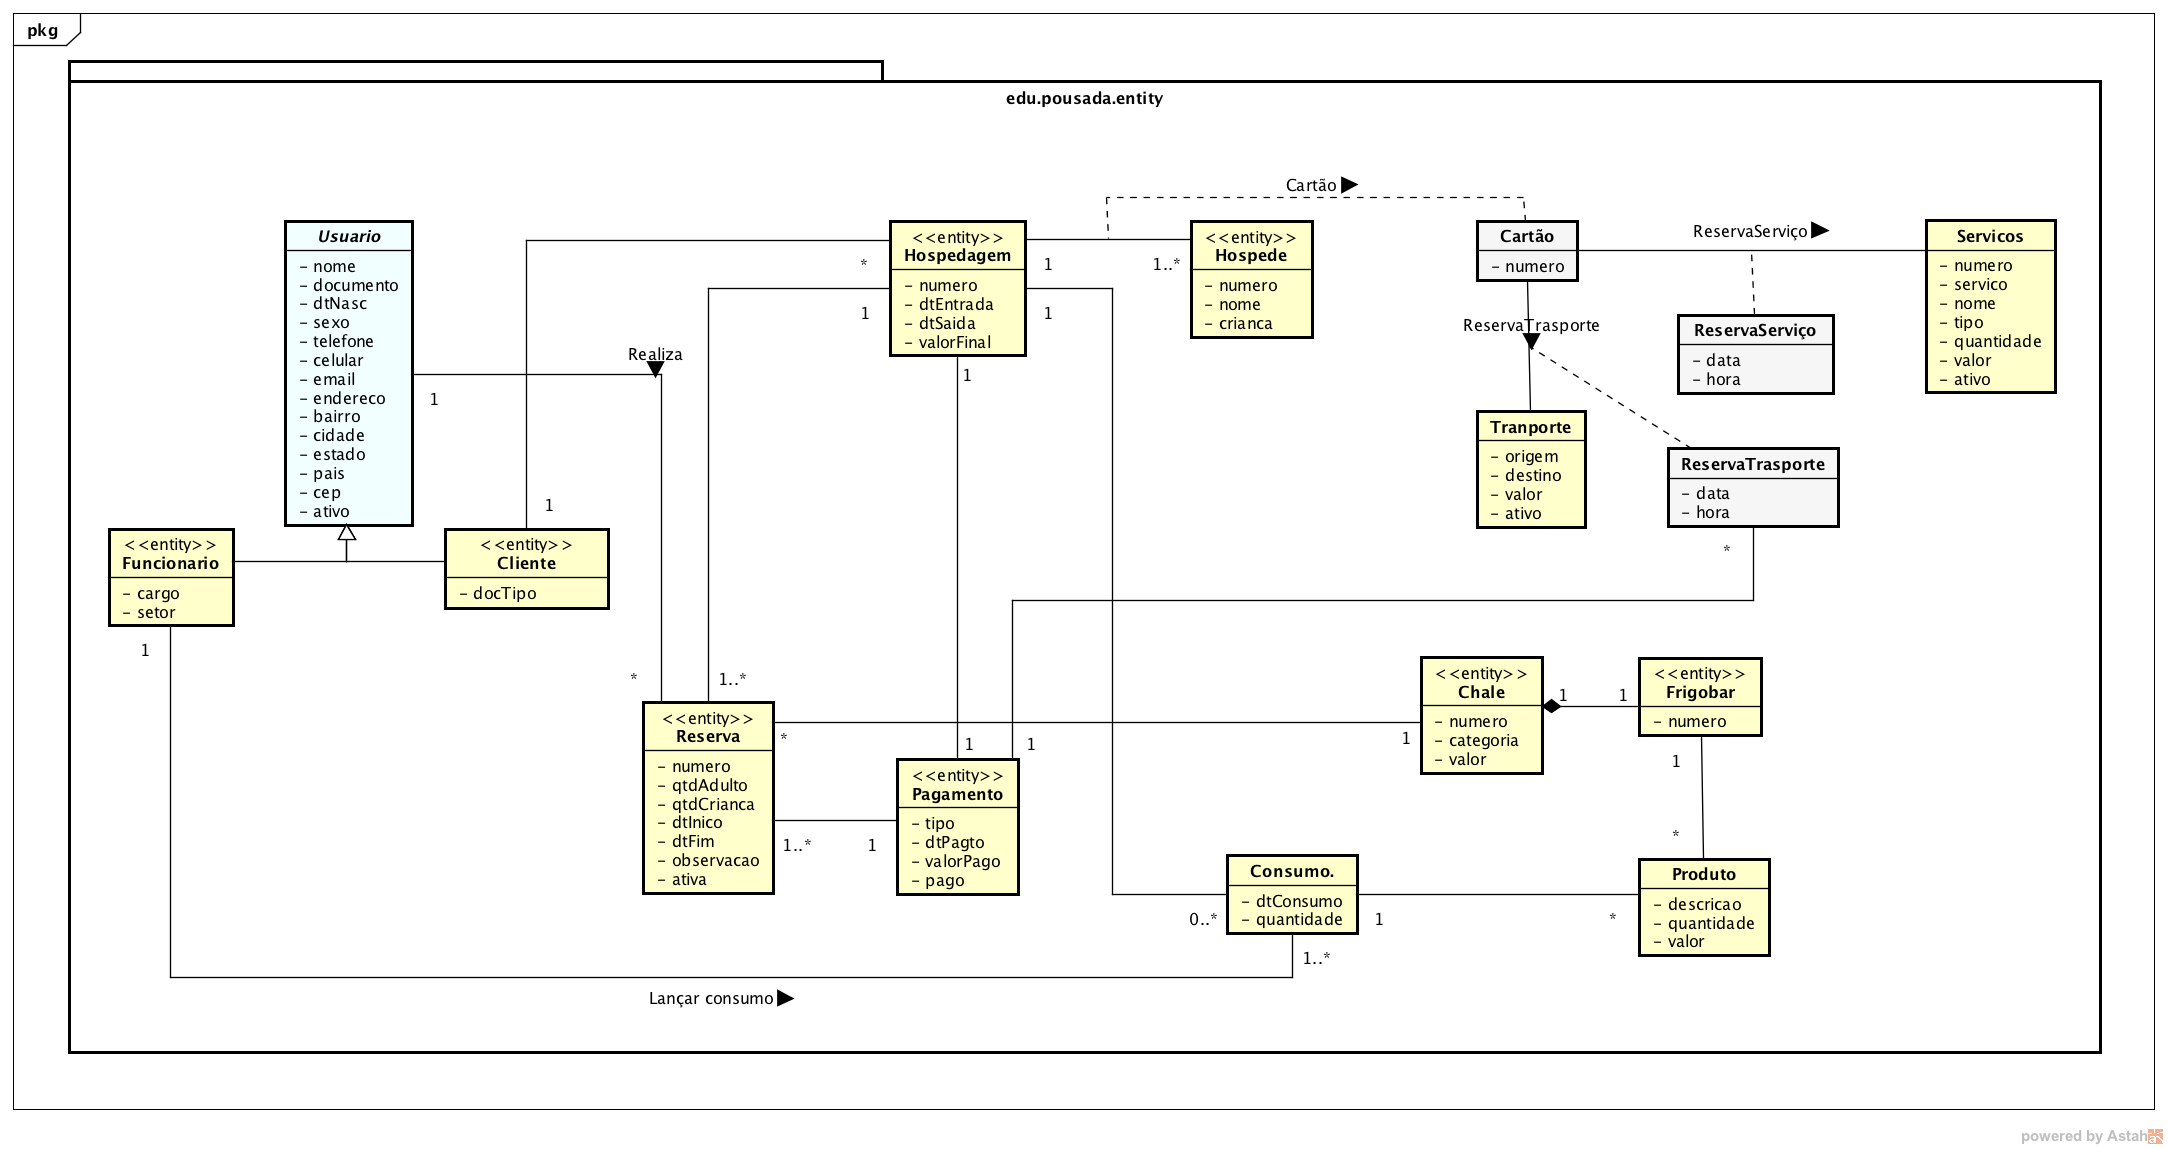 pkg
edu.pousada.entity
Usuario
- nome
- documento
- dtNasc
- sexo
- telefone
- celular
- email
- endereco
- bairro
- cidade
- estado
- pais
- cep
- ativo
<<entity>>
Hospedagem
- numero
- dtEntrada
- dtSaida
- valorFinal
Cartão
<<entity>>
Hospede
- numero
- nome
- crianca
Cartão
- numero
ReservaServiço
Servicos
- numero
- servico
- nome
- tipo
- quantidade
- valor
- ativo
*
1
1..*
1
1
ReservaServiço
- data
- hora
ReservaTrasporte
Realiza
1
1
Tranporte
- origem
- destino
- valor
- ativo
ReservaTrasporte
- data
- hora
1
*
<<entity>>
Funcionario
- cargo
- setor
<<entity>>
Cliente
- docTipo
1
*
1..*
<<entity>>
Reserva
- numero
- qtdAdulto
- qtdCrianca
- dtInico
- dtFim
- observacao
- ativa
*
1
1
1
1..*
1
<<entity>>
Pagamento
- tipo
- dtPagto
- valorPago
- pago
<<entity>>
Chale
- numero
- categoria
- valor
1
1
<<entity>>
Frigobar
- numero
1
*
Consumo.
- dtConsumo
- quantidade
0..*
1
*
1..*
Produto
- descricao
- quantidade
- valor
Lançar consumo
powered by Astah